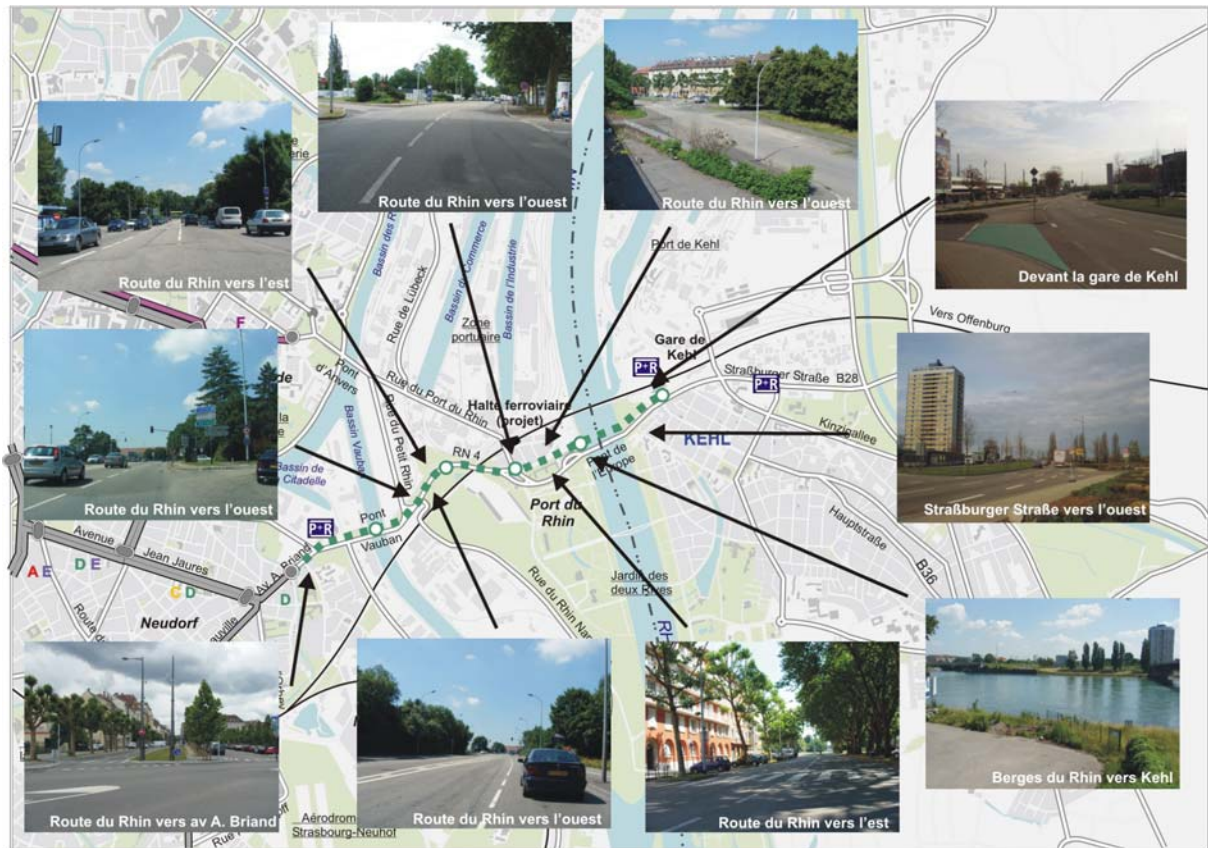 Route du Rhin vers l'ouest
Route du Rhin vers l'ouest
Route du Rhin vers l'est
Devant la gare de Kehl
Port de Kehl
Bassin des R
Rue de Lübeck
Bassin du Commerce
Bassin de l'Industrie
Zone
portuaire
Vers Offenburg
F
Pont
d'Anvers
Gare de
Kehl
P+R
Straßburger Straße B28
P+R
Rue du Port du Rhin
Halte ferroviaire
(projet)
Kinzigallee
KEHL
Route du Rhin vers l'ouest
Bassin Vauban
Rue du Petit Rhin
RN 4
Pont de
l'Europe
Bassin de
Citadelle
Port du
Rhin
Straßburger Straße vers l'ouest
Hauptstraße
P+R
Pont
Vauban
Avenue
Jean Jaures
Av. A. Briand
A E
D E
C D
D
B36
Jardin des
deux Rives
Rue du Rhin Na
Neudorf
Route d
auville
RH
Berges du Rhin vers Kehl
Route du Rhin vers av A. Briand
Route du Rhin vers l'ouest
Route du Rhin vers l'est
Aérodrom
Strasbourg-Neuhof